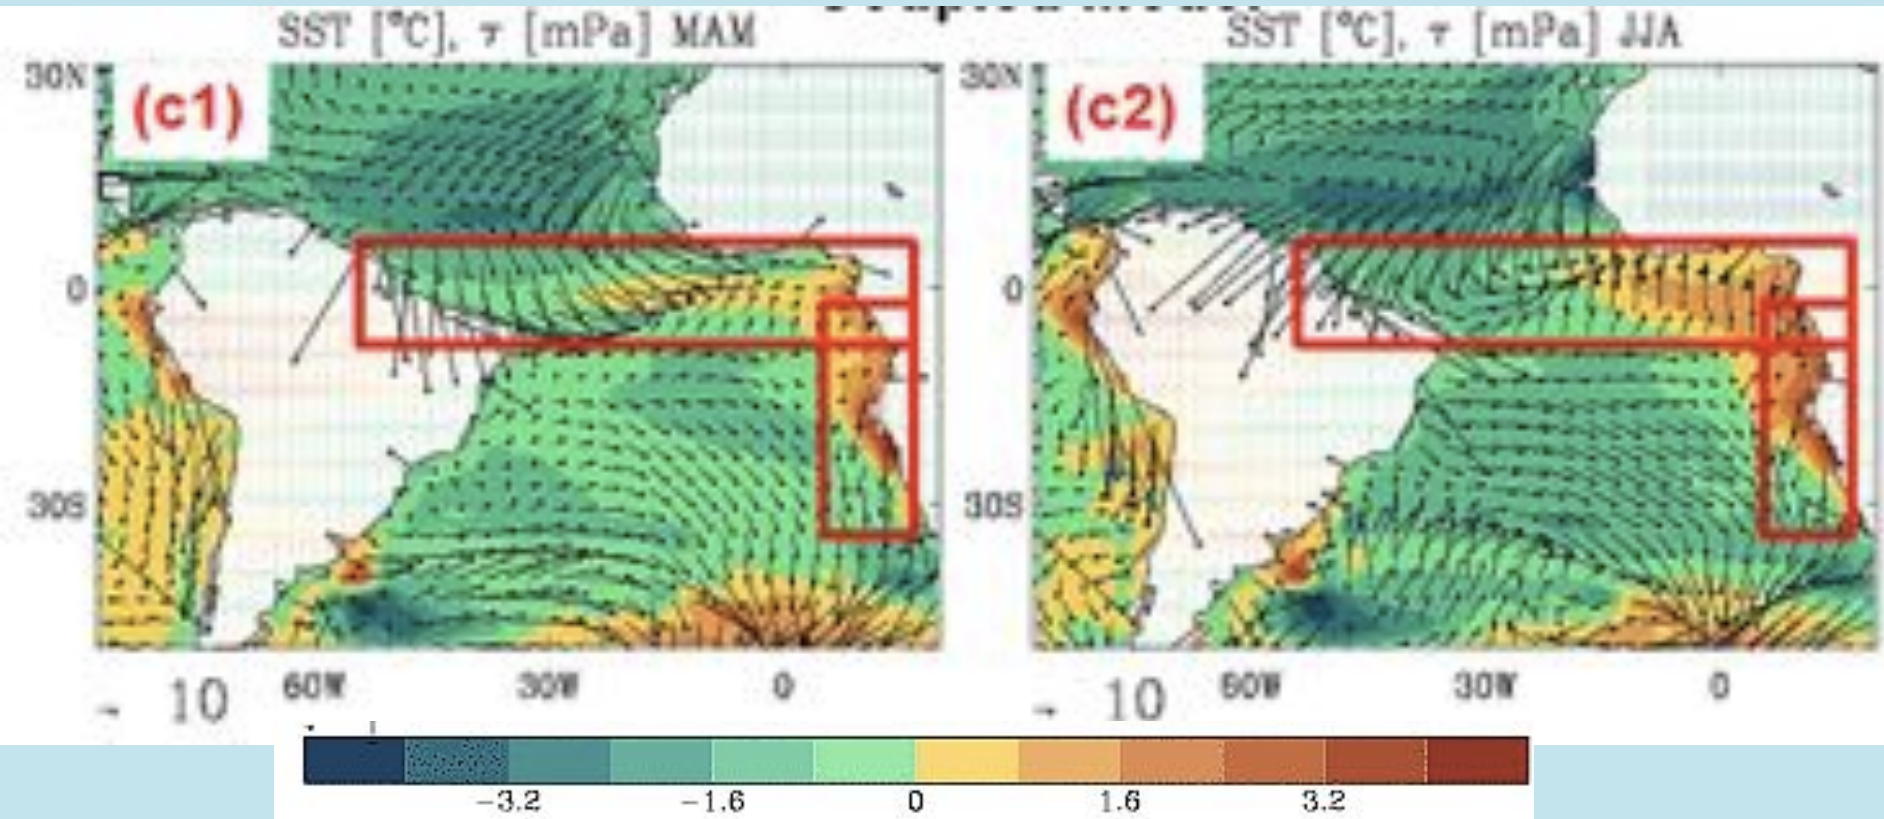 SST [°C], τ [mPa] MAM
SST [°C], τ [mPa] JJA
(c1)
(c2)
30N
0
30S
60W
30W
0
→ 10
30N
0
30S
60W
30W
0
→ 10
-3.2
-1.6
0
1.6
3.2